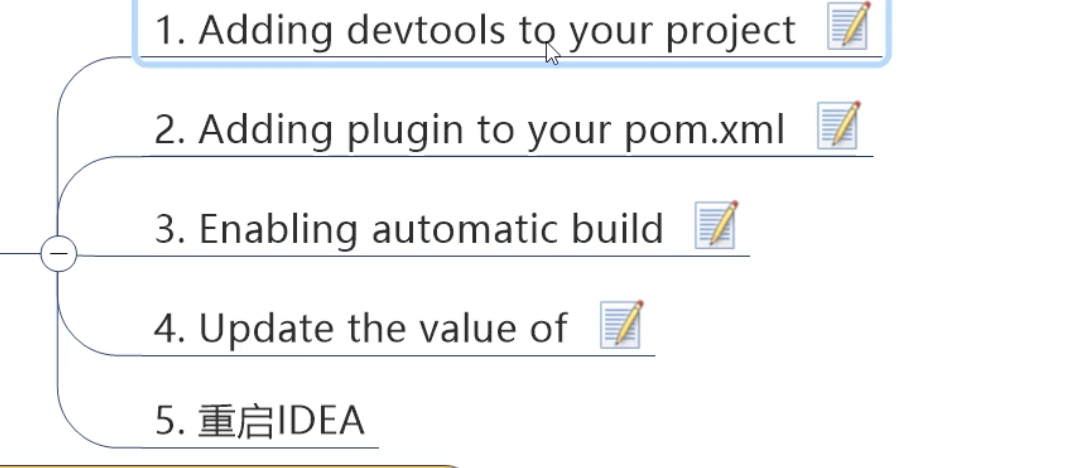 1. Adding devtools to your project
2. Adding plugin to your pom.xml
3. Enabling automatic build
4. Update the value of
5. 重启IDEA